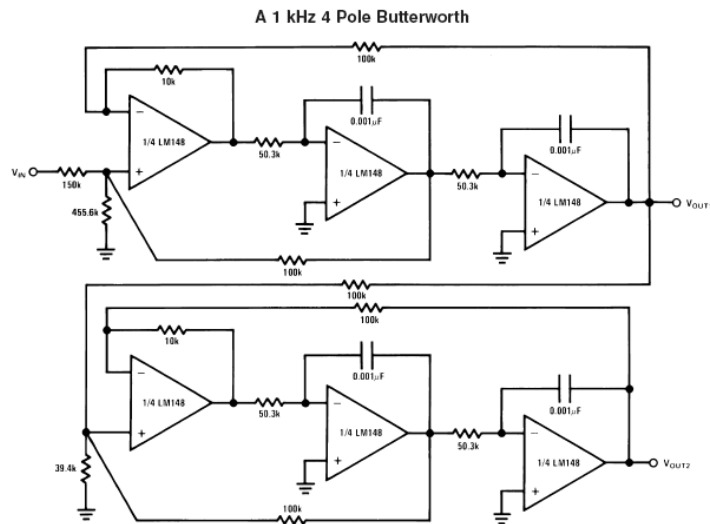 A 1 kHz 4 Pole Butterworth
100k
10k
0.001µF
0.001µF
−
1/4 LM148
+
50.3k
−
1/4 LM148
+
50.3k
−
1/4 LM148
+
VIN
150k
455.6k
VOUT1
100k
100k
100k
10k
0.001µF
0.001µF
−
1/4 LM148
+
50.3k
−
1/4 LM148
+
50.3k
−
1/4 LM148
+
39.4k
VOUT2
100k